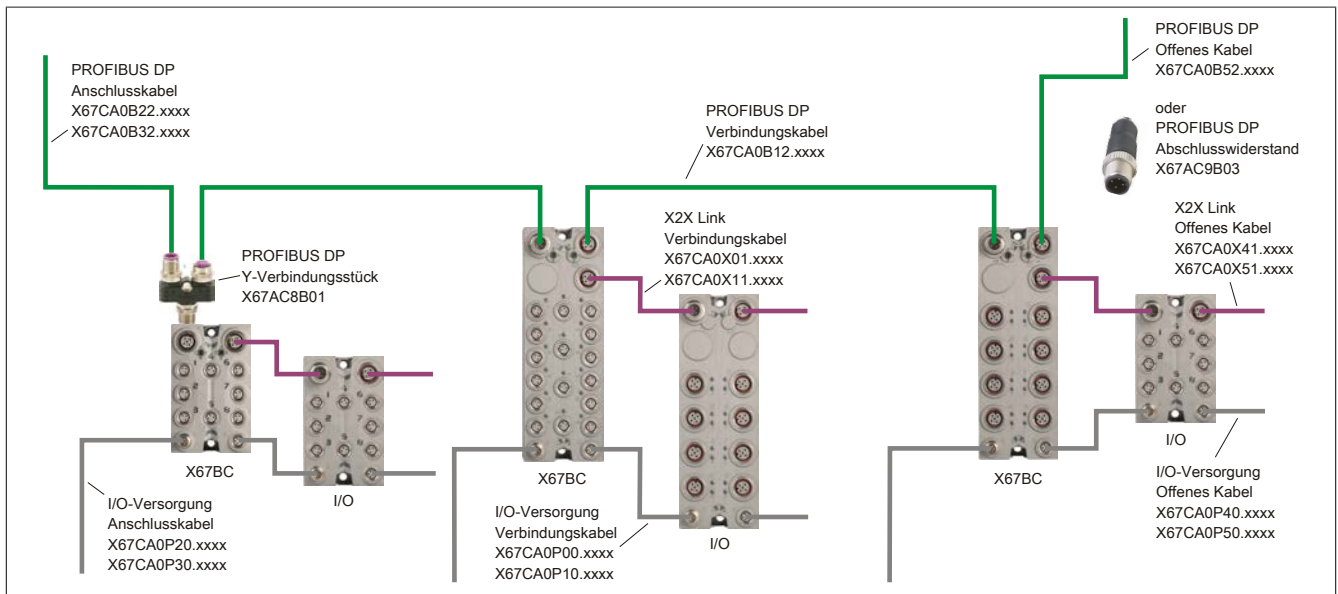 PROFIBUS DP
Anschlusskabel
X67CA0B22.xxxx
X67CA0B32.xxxx
PROFIBUS DP
Y-Verbindungsstück
X67AC8B01
PROFIBUS DP
Verbindungskabel
X67CA0B12.xxxx
PROFIBUS DP
Offenes Kabel
X67CA0B52.xxxx
oder
PROFIBUS DP
Abschlusswiderstand
X67AC9B03
X2X Link
Verbindungskabel
X67CA0X01.xxxx
X67CA0X11.xxxx
X2X Link
Offenes Kabel
X67CA0X41.xxxx
X67CA0X51.xxxx
X67BC
I/O
X67BC
I/O
X67BC
I/O
I/O-Versorgung
Anschlusskabel
X67CA0P20.xxxx
X67CA0P30.xxxx
I/O-Versorgung
Verbindungskabel
X67CA0P00.xxxx
X67CA0P10.xxxx
I/O-Versorgung
Offenes Kabel
X67CA0P40.xxxx
X67CA0P50.xxxx